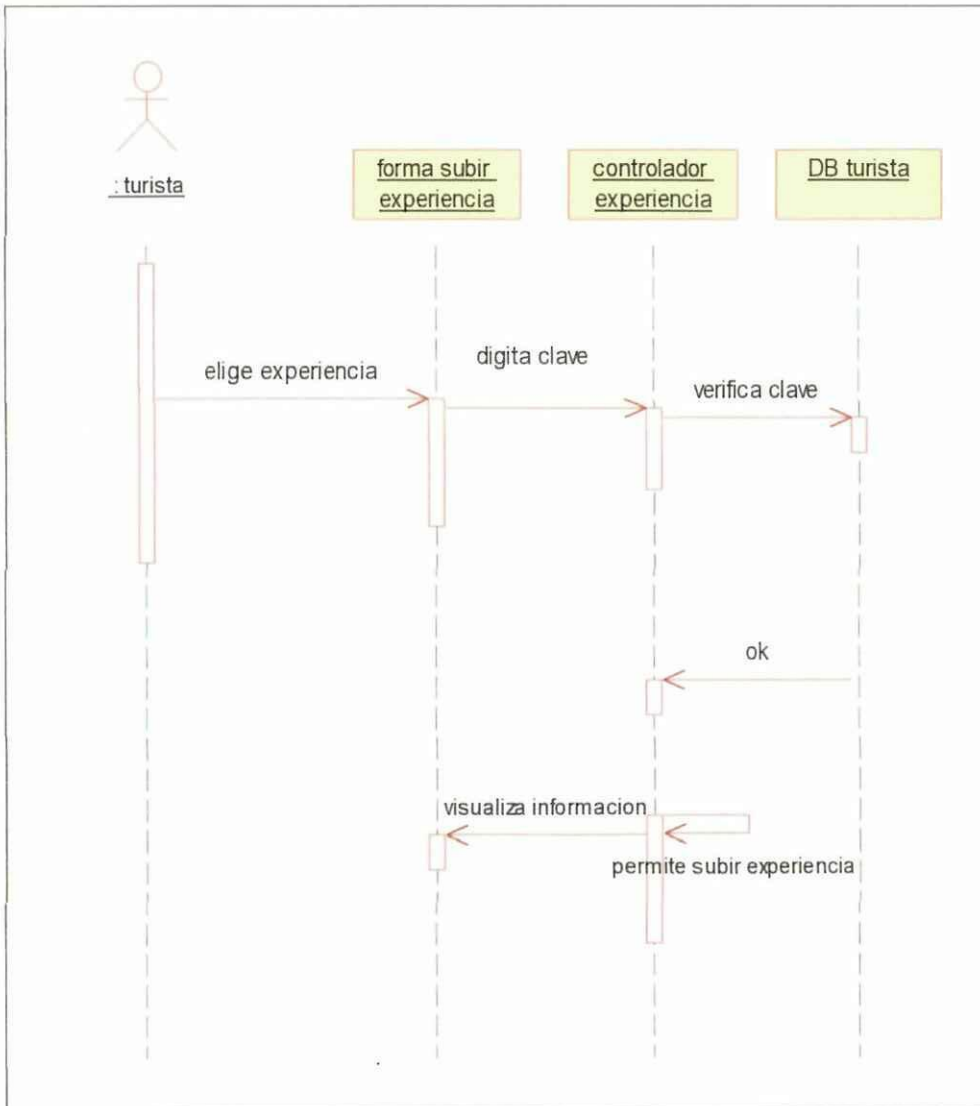 : turista
forma subir
experiencia
controlador
experiencia
DB turista
elige experiencia
digita clave
verifica clave
ok
visualiza informacion
permite subir experiencia